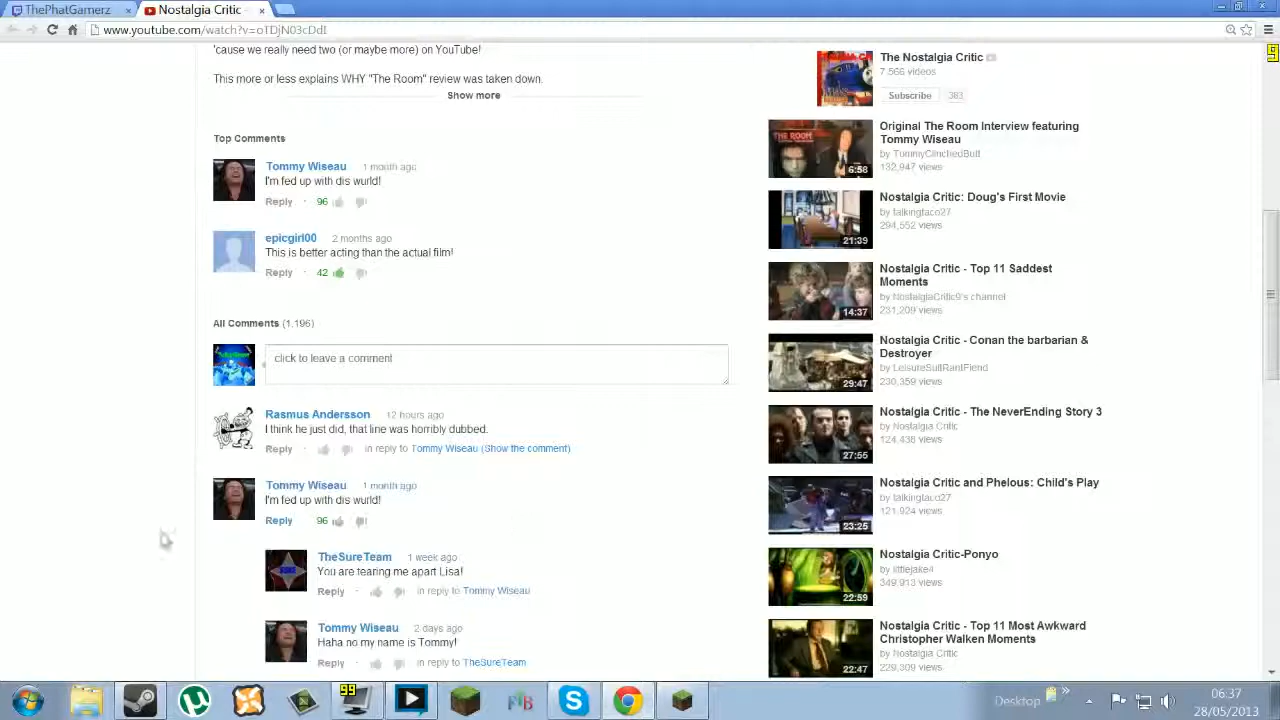 ThePhatGamerz
Nostalgia Critic
www.youtube.com/watch?v=oTDjN03cDdI
'cause we really need two (or maybe more) on YouTube!
This more or less explains WHY "The Room" review was taken down.
Show more
Top Comments
Tommy Wiseau 1 month ago
I'm fed up with dis wurld!
Reply · 96
epicgirl00 2 months ago
This is better acting than the actual film!
Reply · 42
All Comments (1,196)
click to leave a comment
Rasmus Andersson 12 hours ago
I think he just did, that line was horribly dubbed.
Reply · in reply to Tommy Wiseau (Show the comment)
Tommy Wiseau 1 month ago
I'm fed up with dis wurld!
Reply · 96
TheSureTeam 1 week ago
You are tearing me apart Lisa!
Reply · in reply to Tommy Wiseau
Tommy Wiseau 2 days ago
Haha no my name is Tommy!
Reply · in reply to TheSureTeam
The Nostalgia Critic
7,566 videos
Subscribe 383
Original The Room Interview featuring
Tommy Wiseau
by TommyClinchedButt
132,947 views
6:56
Nostalgia Critic: Doug's First Movie
by talkingtaco27
294,552 views
21:39
Nostalgia Critic - Top 11 Saddest
Moments
by NostalgiaCritic9's channel
231,209 views
14:37
Nostalgia Critic - Conan the barbarian &
Destroyer
by LeisureSuitRantFiend
230,359 views
29:47
Nostalgia Critic - The NeverEnding Story 3
by Nostalgia Critic
124,436 views
27:55
Nostalgia Critic and Phelous: Child's Play
by talkingtaco27
121,924 views
23:25
Nostalgia Critic-Ponyo
by littlejake4
349,913 views
22:59
Nostalgia Critic - Top 11 Most Awkward
Christopher Walken Moments
by Nostalgia Critic
229,309 views
22:47
99
Desktop
06:37
28/05/2013